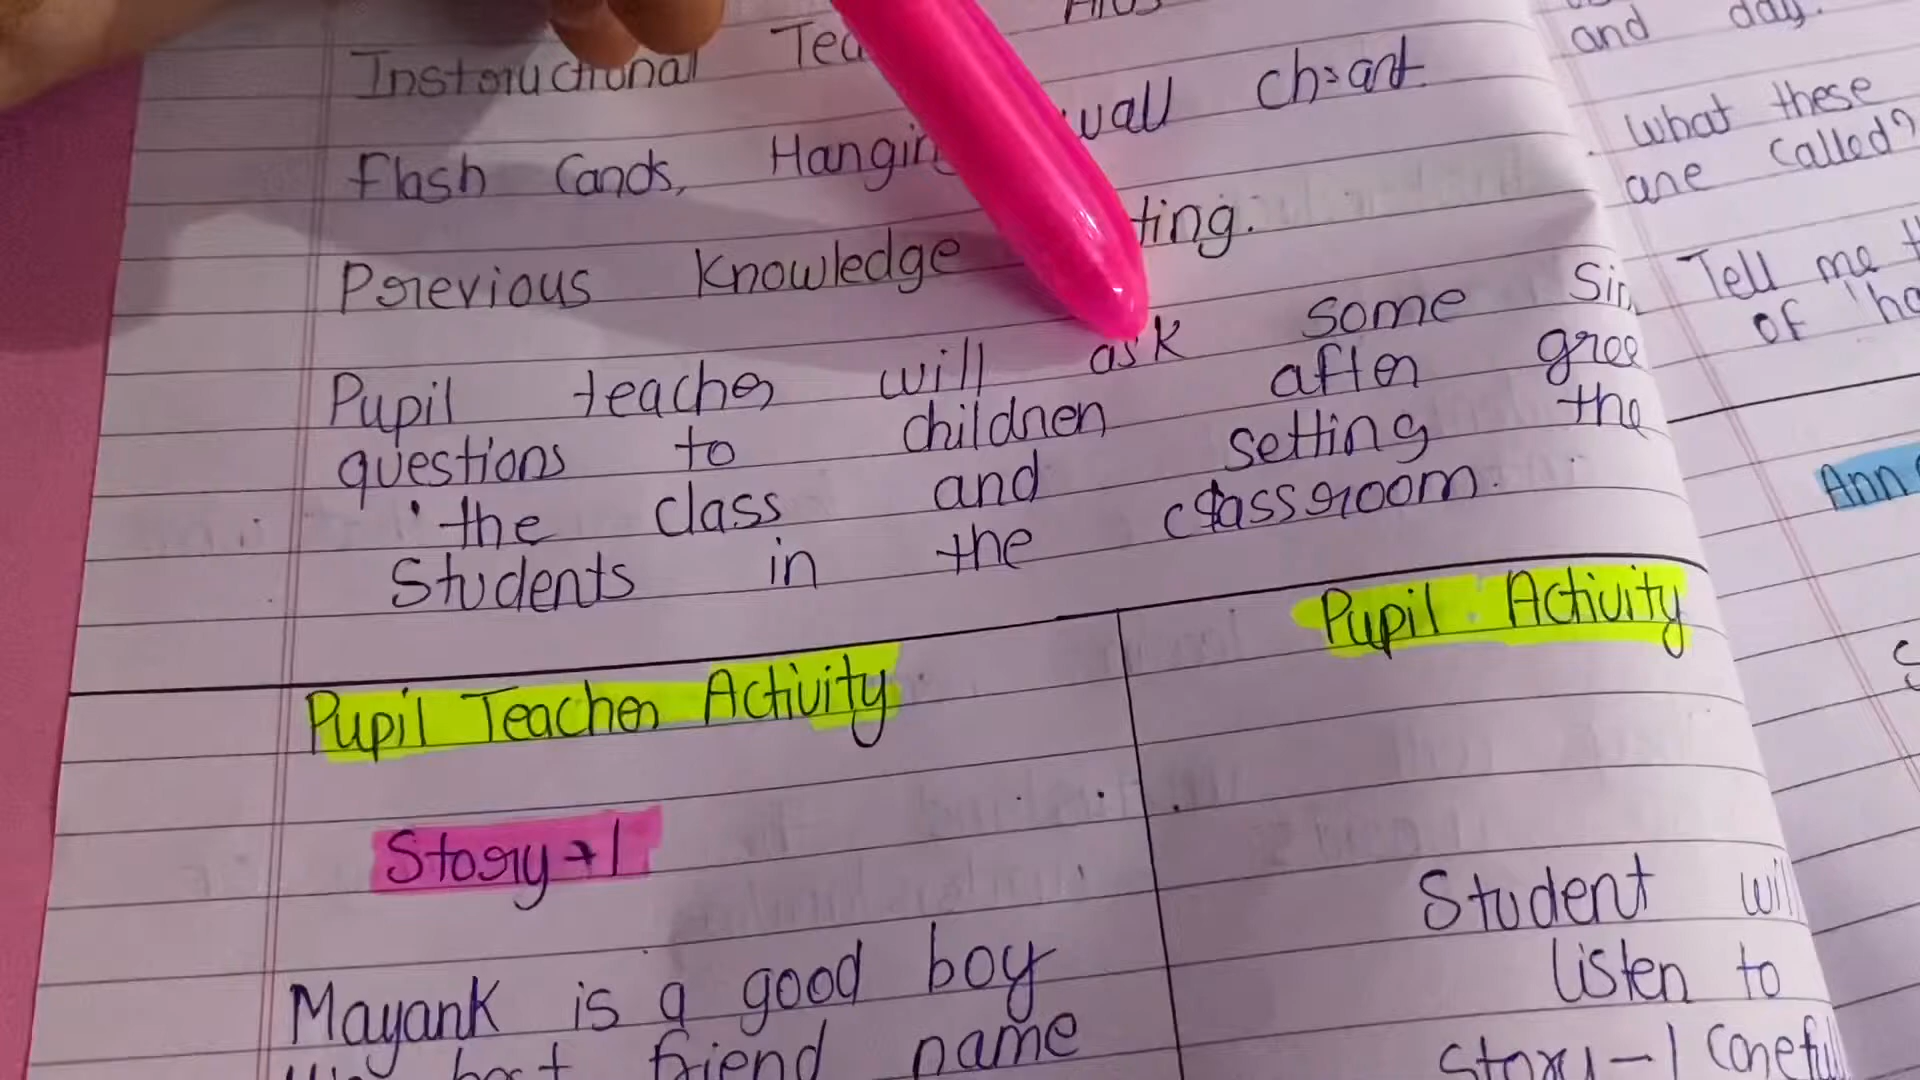 Instructional
Flash Cards, wall chart.
Previous Knowledge
Pupil teacher will ask some
questions to children after
the class and setting the
Students in the classroom.
Pupil Teacher Activity
Pupil Activity
Story → 1
Mayank is a good boy
friend name
Student
listen to
Story - 1
and day.
What these
are called?
Tell me
of